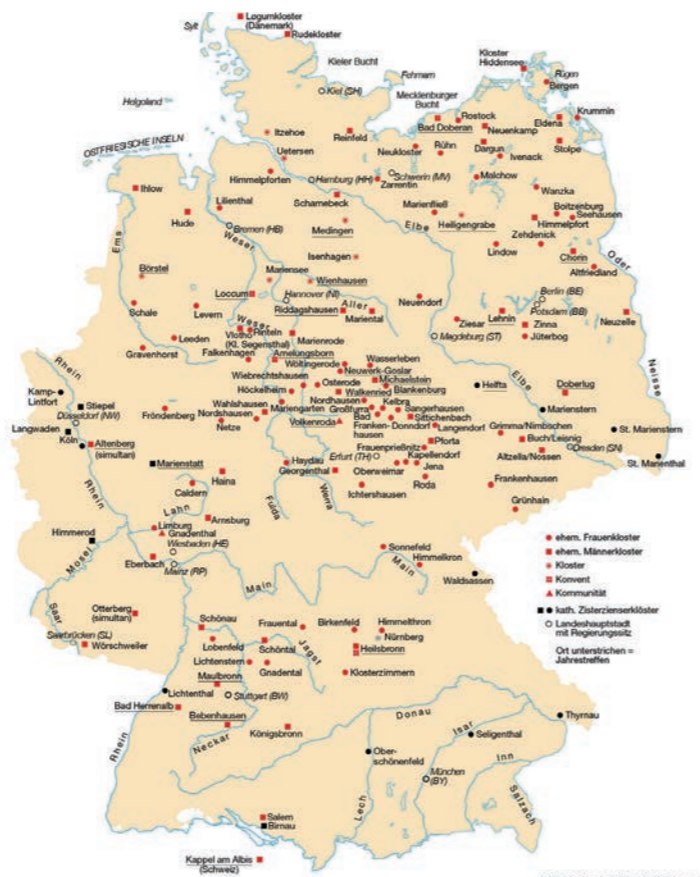 Logumkloster
(Dänemark)
Sylt
Rudekloster
Kieler Bucht
Fehmarn
Kloster
Hiddensee
Rügen
Bergen
Helgoland
Kiel (SH)
Mecklenburger
Bucht
Rostock
Bad Doberan
Neuenkamp
Eldena
Krummin
OSTFRIESISCHE INSELN
Itzehoe
Reinfeld
Uetersen
Neukloster
Rühn
Dargun
Ivenack
Stolpe
Himmelpforten
Hamburg (HH)
Schwerin (MV)
Zarrentin
Malchow
Wanzka
Ihlow
Lilienthal
Scharnebeck
Marienfließ
Boitzenburg
Seehausen
Hude
Bremen (HB)
Medingen
Elbe
Heiligengrabe
Himmelpfort
Zehdenick
Ems
Weser
Isenhagen
Lindow
Chorin
Altfriedland
Oder
Börstel
Mariensee
Wienhausen
Loccum
Hannover (NI)
Aller
Neuendorf
Berlin (BE)
Potsdam (BB)
Schale
Levern
Riddagshausen
Mariental
Ziesar
Lehnin
Zinna
Neuzelle
Weser
Vlotho
Rinteln
(Kl. Segensthal)
Marienrode
Magdeburg (ST)
Jüterbog
Leeden
Gravenhorst
Falkenhagen
Amelungsborn
Wöltingerode
Wasserleben
Neuwerk-Goslar
Rhein
Wiebrechtshausen
Osterode
Michaelstein
Blankenburg
Helfta
Elbe
Doberlug
Neisse
Kamp-
Lintfort
Höckelheim
Walkenried
Nordhausen
Kelbra
Stiepel
Düsseldorf (NW)
Fröndenberg
Wahlshausen
Nordshausen
Mariengarten
Großfurra
Sangerhausen
Marienstern
Langwaden
Netze
Volkenroda
Bad
Franken-
hausen
Sittichenbach
Donndorf
Langendorf
Grimma/Nimbschen
St. Marienstern
Köln
Altenberg
(simultan)
Frauenprießnitz
Pforta
Buch/Leisnig
Dresden (SN)
Marienstatt
Haydau
Erfurt (TH)
Kapellendorf
Altzella/Nossen
St. Marienthal
Haina
Georgenthal
Oberweimar
Jena
Caldern
Ichtershausen
Roda
Frankenhausen
Rhein
Fulda
Werra
Grünhain
Lahn
Arnsburg
Limburg
Gnadenthal
Himmerod
Wiesbaden (HE)
Sonnefeld
Mosel
Eberbach
Mainz (RP)
Main
Main
Himmelkron
Waldsassen
ehem. Frauenkloster
ehem. Männerkloster
Kloster
Konvent
Kommunität
kath. Zisterzienserklöster
Landeshauptstadt
mit Regierungssitz
Ort unterstrichen =
Jahrestreffen
Otterberg
(simultan)
Saar
Saarbrücken (SL)
Wörschweiler
Schönau
Frauental
Birkenfeld
Himmelthron
Nürnberg
Lobenfeld
Schöntal
Jagst
Heilsbronn
Lichtenstern
Gnadental
Klosterzimmern
Maulbronn
Lichtenthal
Stuttgart (BW)
Bad Herrenalb
Bebenhausen
Neckar
Königsbronn
Donau
Thyrnau
Rhein
Ober-
schönenfeld
Isar
Seligenthal
Inn
München
(BY)
Lech
Salzach
Salem
Birnau
Kappel am Albis
(Schweiz)